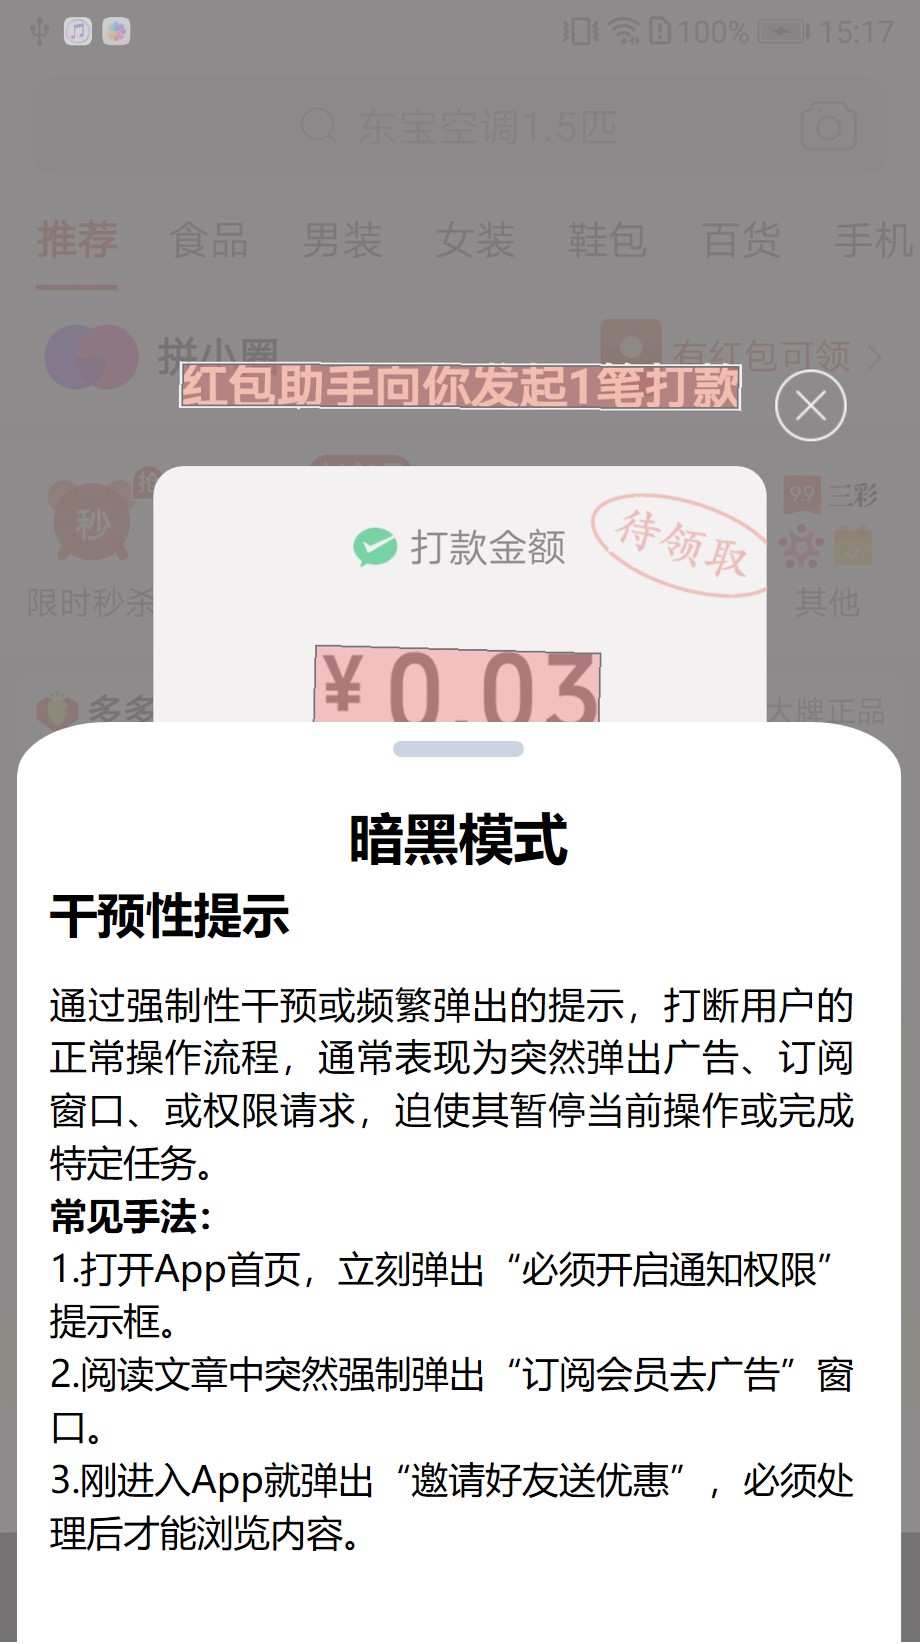 100% 15:17
东宝空调1.5匹
推荐 食品 男装 女装 鞋包 百货 手机
拼小圈 有红包可领
红包助手向你发起1笔打款
抢
秒
9.9 三彩
打款金额
待领取
限时秒杀
其他
¥0.03
多多
大牌正品
暗黑模式
干预性提示
通过强制性干预或频繁弹出的提示，打断用户的
正常操作流程，通常表现为突然弹出广告、订阅
窗口、或权限请求，迫使其暂停当前操作或完成
特定任务。
常见手法：
1.打开App首页，立刻弹出“必须开启通知权限”
提示框。
2.阅读文章中突然强制弹出“订阅会员去广告”窗
口。
3.刚进入App就弹出“邀请好友送优惠”，必须处
理后才能浏览内容。